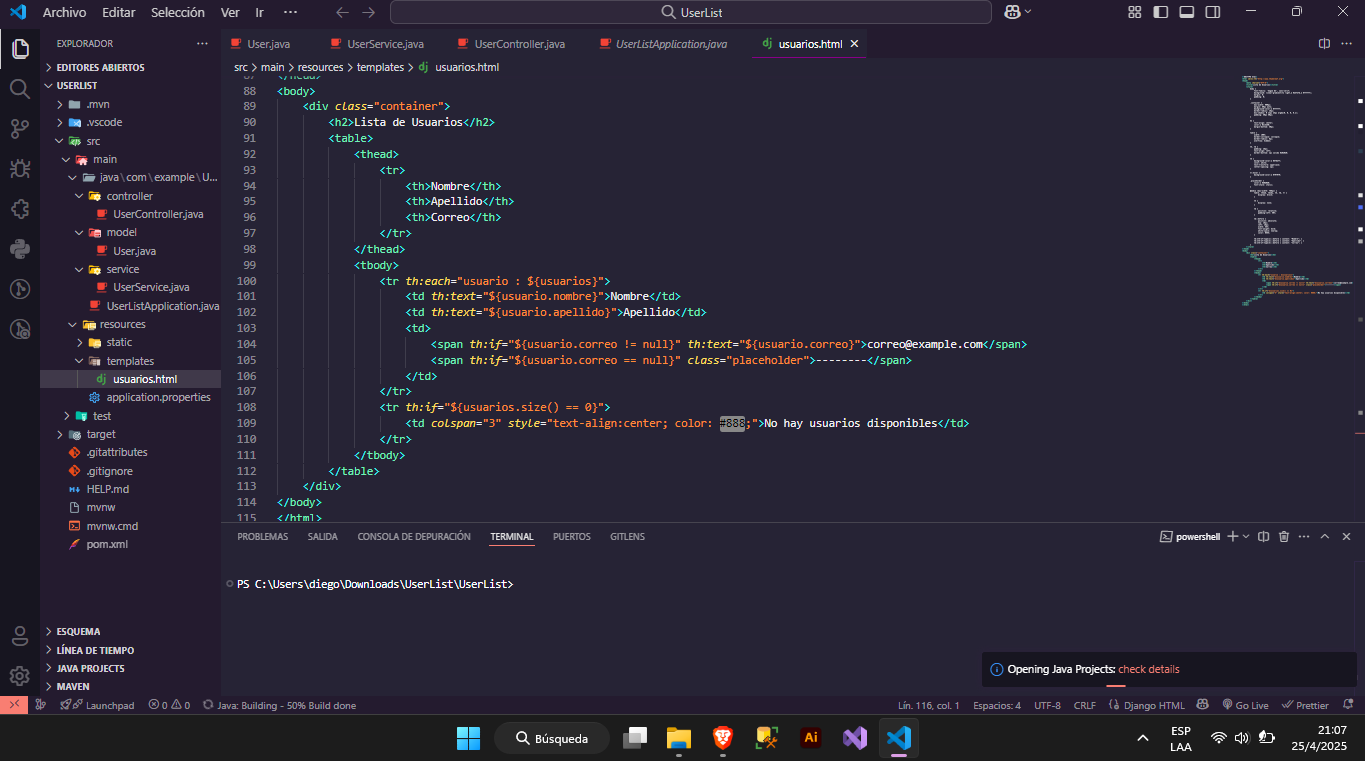 Archivo Editar Selección Ver Ir ··· UserList
EXPLORADOR ···
EDITORES ABIERTOS
USERLIST
.mvn
.vscode
src
main
java\com\example\U...
controller
UserController.java
model
User.java
service
UserService.java
UserListApplication.java
resources
static
templates
usuarios.html
application.properties
test
target
.gitattributes
.gitignore
HELP.md
mvnw
mvnw.cmd
pom.xml
ESQUEMA
LÍNEA DE TIEMPO
JAVA PROJECTS
MAVEN
User.java UserService.java UserController.java UserListApplication.java usuarios.html
src > main > resources > templates > usuarios.html
87 </head>
88 <body>
89 <div class="container">
90 <h2>Lista de Usuarios</h2>
91 <table>
92 <thead>
93 <tr>
94 <th>Nombre</th>
95 <th>Apellido</th>
96 <th>Correo</th>
97 </tr>
98 </thead>
99 <tbody>
100 <tr th:each="usuario : ${usuarios}">
101 <td th:text="${usuario.nombre}">Nombre</td>
102 <td th:text="${usuario.apellido}">Apellido</td>
103 <td>
104 <span th:if="${usuario.correo != null}" th:text="${usuario.correo}">correo@example.com</span>
105 <span th:if="${usuario.correo == null}" class="placeholder">--------</span>
106 </td>
107 </tr>
108 <tr th:if="${usuarios.size() == 0}">
109 <td colspan="3" style="text-align:center; color: #888;">No hay usuarios disponibles</td>
110 </tr>
111 </tbody>
112 </table>
113 </div>
114 </body>
115 </html>
PROBLEMAS SALIDA CONSOLA DE DEPURACIÓN TERMINAL PUERTOS GITLENS powershell
PS C:\Users\diego\Downloads\UserList\UserList>
Opening Java Projects: check details
Launchpad 0 0 Java: Building - 50% Build done Lín. 116, col. 1 Espacios: 4 UTF-8 CRLF Django HTML Go Live Prettier
Búsqueda Ai ESP LAA 21:07 25/4/2025